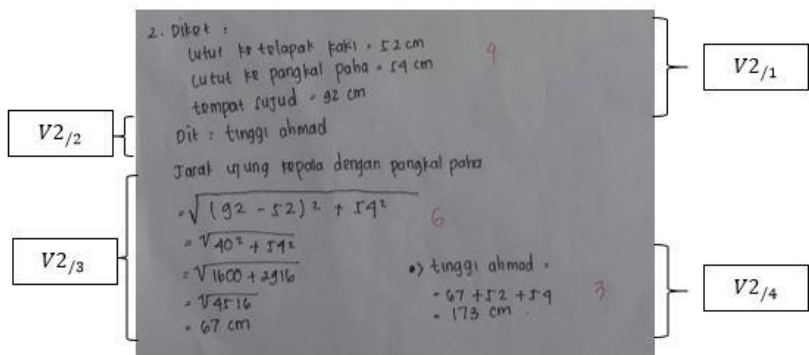 2. Diket :
lutut ke telapak kaki = 52 cm
lutut ke pangkal paha = 54 cm
tempat sujud = 92 cm
4
V2/1
Dit : tinggi ahmad
V2/2
Jarak ujung kepala dengan pangkal paha
= √(92 - 52)² + 54²
= √40² + 54²
= √1600 + 2916
= √4516
= 67 cm
6
V2/3
•) tinggi ahmad =
= 67 + 52 + 54
= 173 cm .
3
V2/4